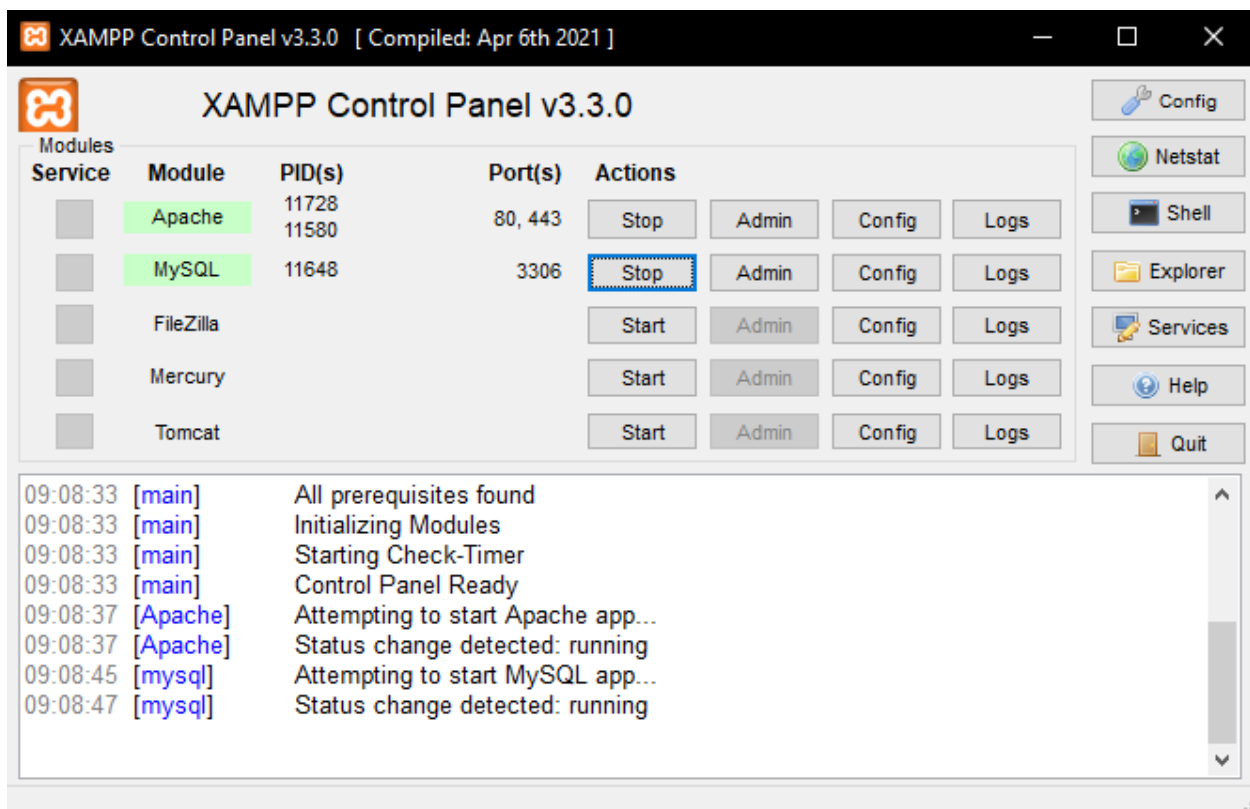 XAMPP Control Panel v3.3.0 [ Compiled: Apr 6th 2021 ]
XAMPP Control Panel v3.3.0
Config
Modules
Service Module PID(s) Port(s) Actions
Netstat
Apache 11728 11580 80, 443 Stop Admin Config Logs
Shell
MySQL 11648 3306 Stop Admin Config Logs
Explorer
FileZilla Start Admin Config Logs
Services
Mercury Start Admin Config Logs
Help
Tomcat Start Admin Config Logs
Quit
09:08:33 [main] All prerequisites found
09:08:33 [main] Initializing Modules
09:08:33 [main] Starting Check-Timer
09:08:33 [main] Control Panel Ready
09:08:37 [Apache] Attempting to start Apache app...
09:08:37 [Apache] Status change detected: running
09:08:45 [mysql] Attempting to start MySQL app...
09:08:47 [mysql] Status change detected: running